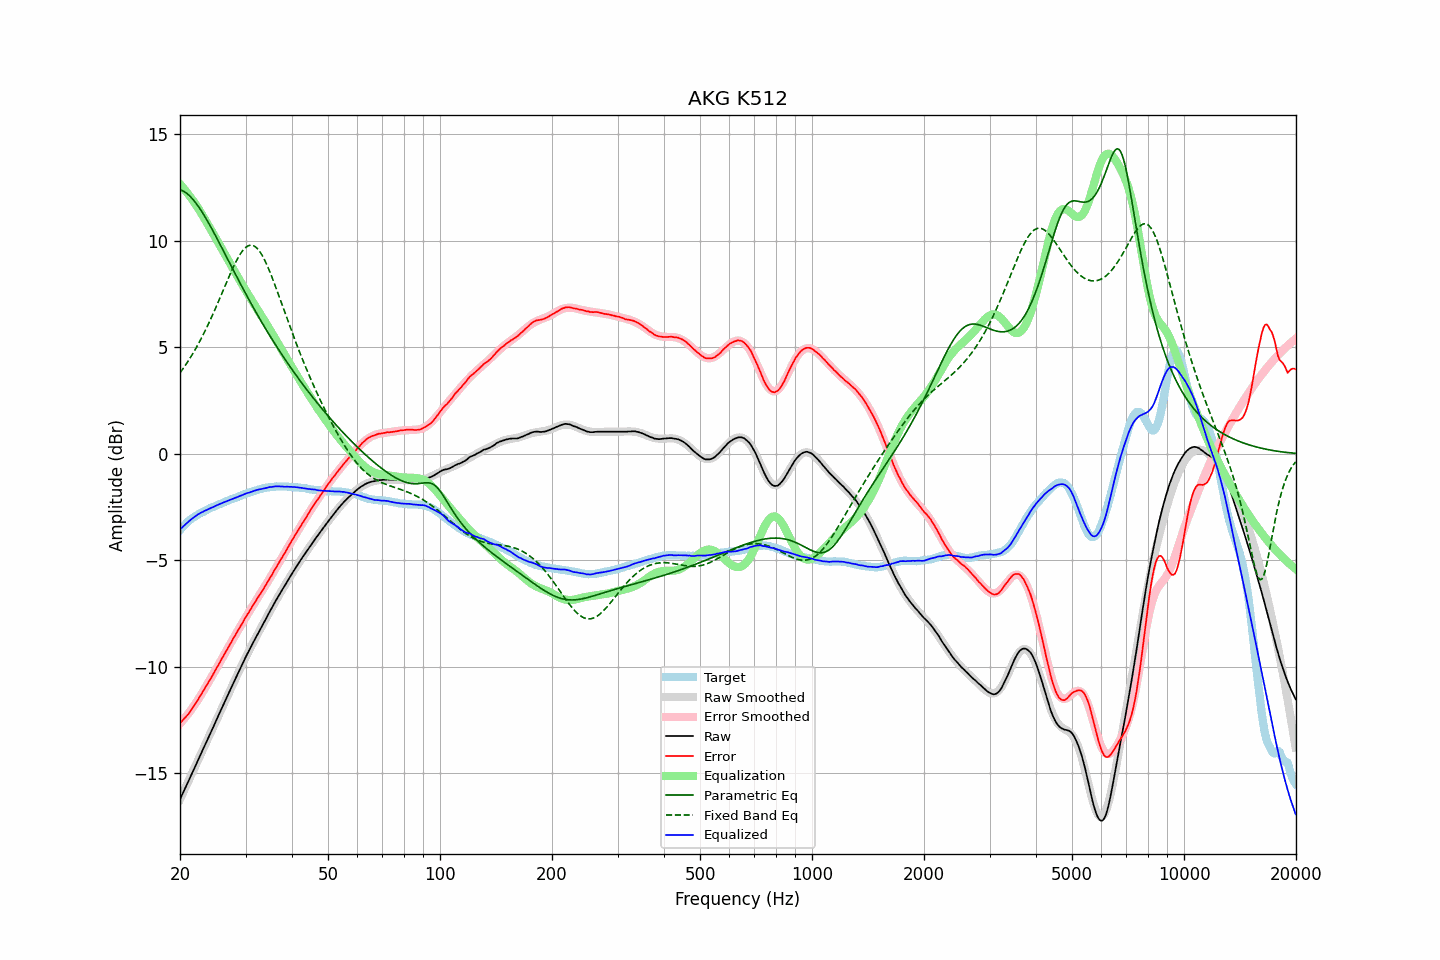 AKG K512
Amplitude (dBr)
15
10
5
0
−5
−10
−15
Target
Raw Smoothed
Error Smoothed
Raw
Error
Equalization
Parametric Eq
Fixed Band Eq
Equalized
20 50 100 200 500 1000 2000 5000 10000 20000
Frequency (Hz)